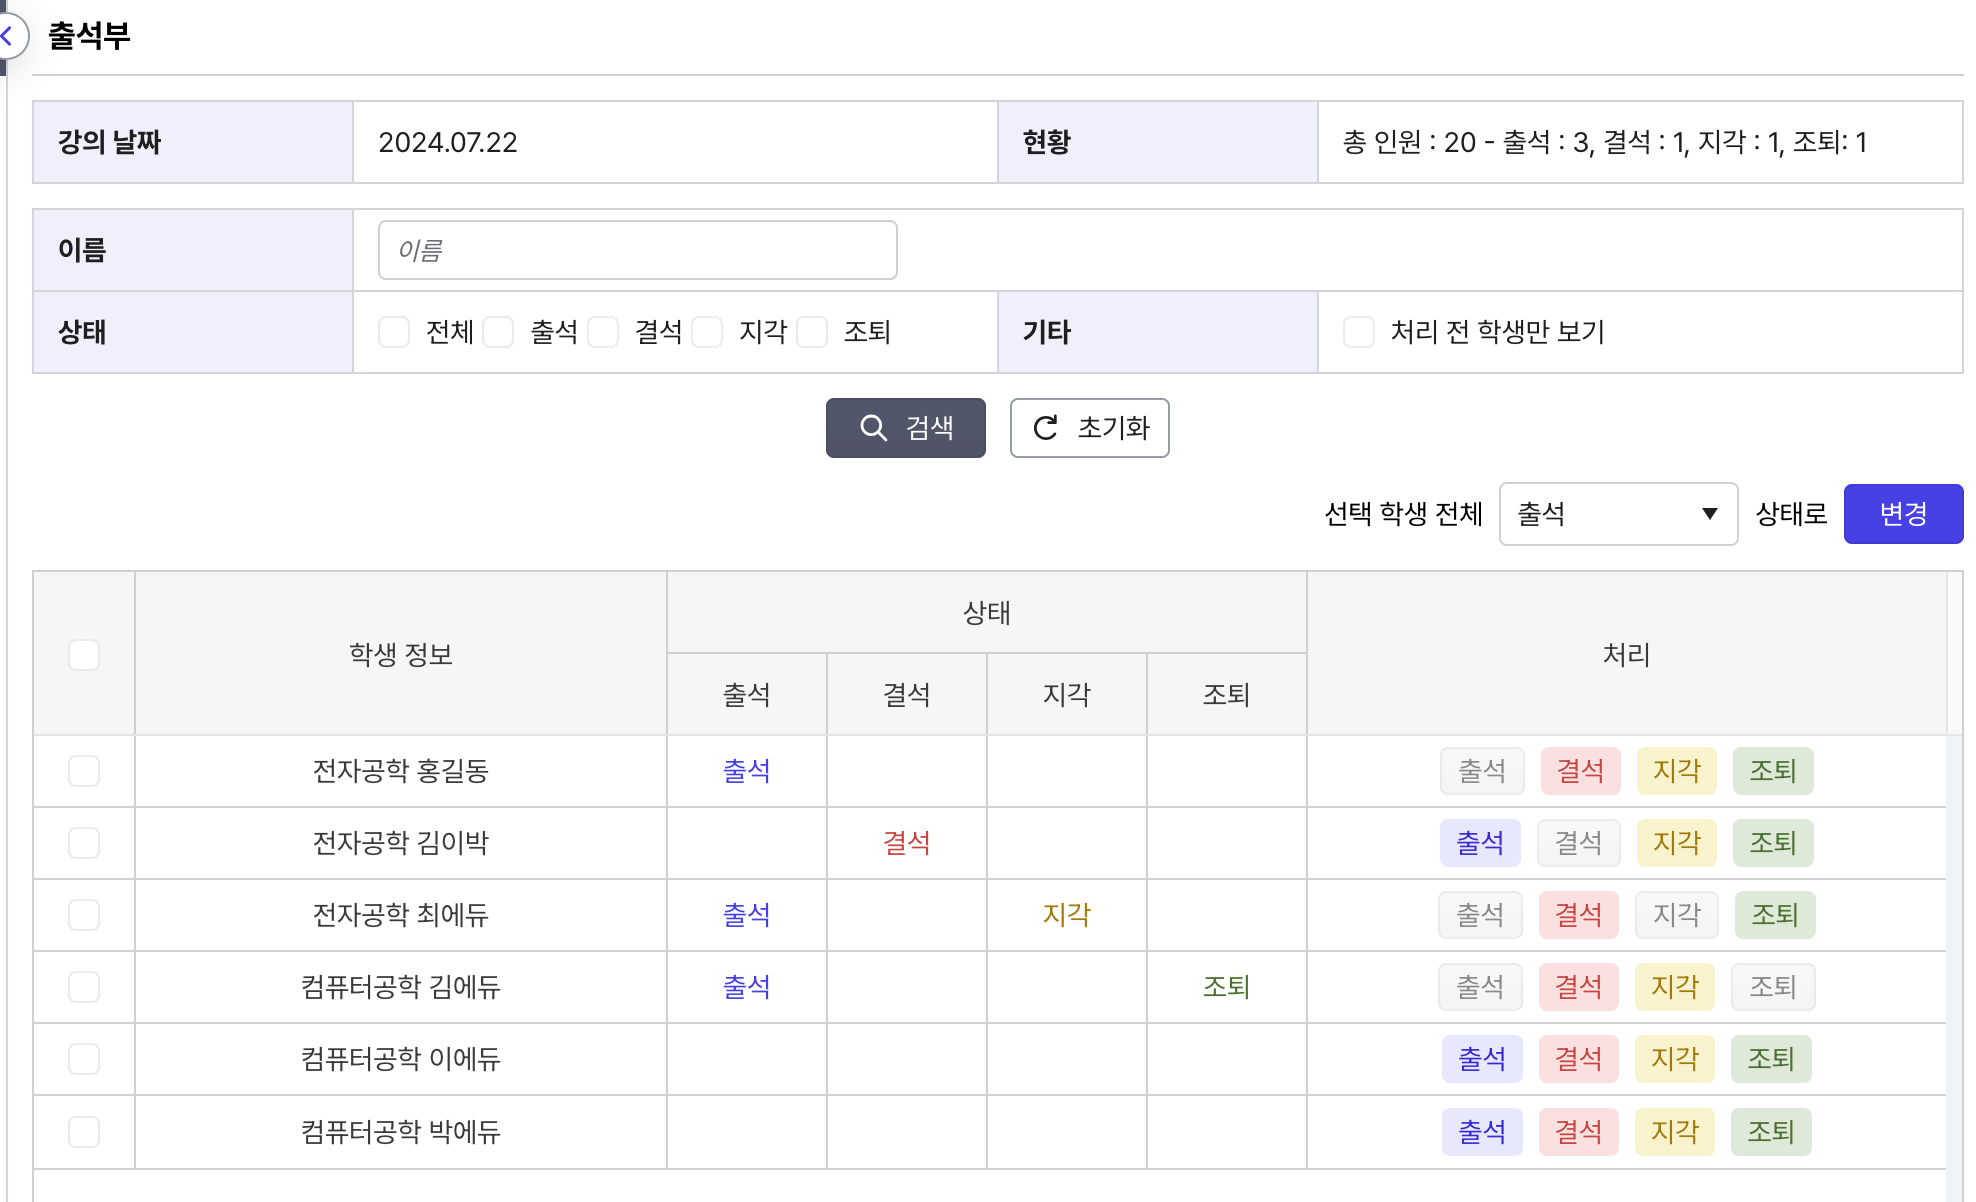 출석부
강의 날짜 2024.07.22 현황 총 인원 : 20 - 출석 : 3, 결석 : 1, 지각 : 1, 조퇴: 1
이름 이름
상태 전체 출석 결석 지각 조퇴 기타 처리 전 학생만 보기
검색 초기화
선택 학생 전체 출석 상태로 변경
학생 정보 상태 처리
출석 결석 지각 조퇴
전자공학 홍길동 출석 출석 결석 지각 조퇴
전자공학 김이박 결석 출석 결석 지각 조퇴
전자공학 최에듀 출석 지각 출석 결석 지각 조퇴
컴퓨터공학 김에듀 출석 조퇴 출석 결석 지각 조퇴
컴퓨터공학 이에듀 출석 결석 지각 조퇴
컴퓨터공학 박에듀 출석 결석 지각 조퇴